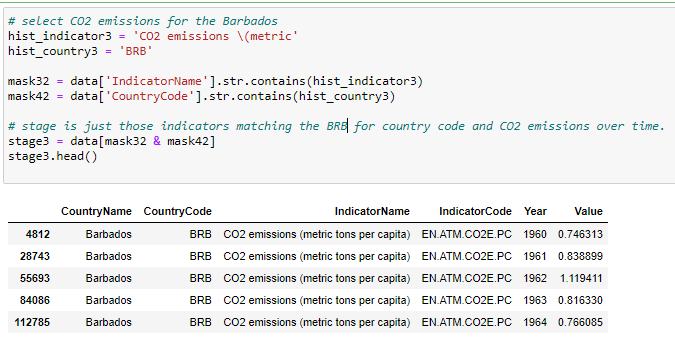 # select CO2 emissions for the Barbados
hist_indicator3 = 'CO2 emissions \(metric'
hist_country3 = 'BRB'
mask32 = data['IndicatorName'].str.contains(hist_indicator3)
mask42 = data['CountryCode'].str.contains(hist_country3)
# stage is just those indicators matching the BRB for country code and CO2 emissions over time.
stage3 = data[mask32 & mask42]
stage3.head()
CountryName CountryCode IndicatorName IndicatorCode Year Value
4812 Barbados BRB CO2 emissions (metric tons per capita) EN.ATM.CO2E.PC 1960 0.746313
28743 Barbados BRB CO2 emissions (metric tons per capita) EN.ATM.CO2E.PC 1961 0.838899
55693 Barbados BRB CO2 emissions (metric tons per capita) EN.ATM.CO2E.PC 1962 1.119411
84086 Barbados BRB CO2 emissions (metric tons per capita) EN.ATM.CO2E.PC 1963 0.816330
112785 Barbados BRB CO2 emissions (metric tons per capita) EN.ATM.CO2E.PC 1964 0.766085